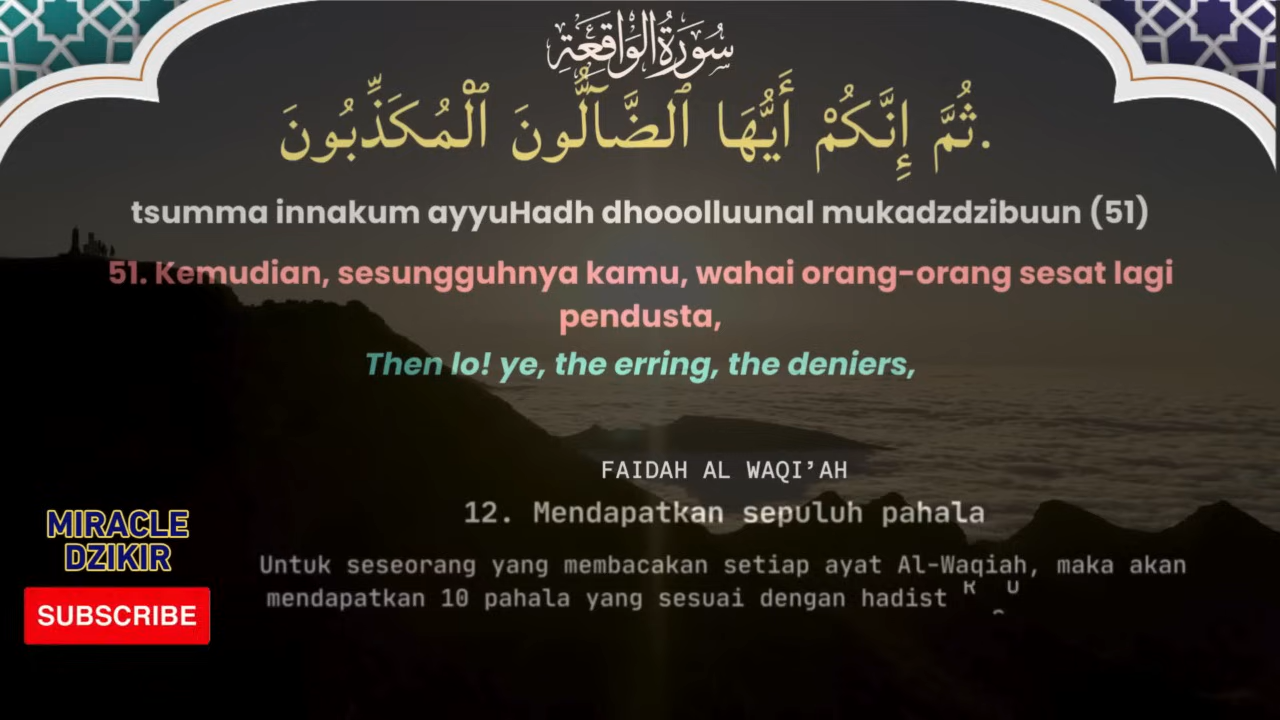 سُورَةُ الْوَاقِعَةِ
ثُمَّ إِنَّكُمْ أَيُّهَا ٱلضَّآلُّونَ ٱلْمُكَذِّبُونَ.
tsumma innakum ayyuHadh dhooolluunal mukadzdzibuun (51)
51. Kemudian, sesungguhnya kamu, wahai orang-orang sesat lagi
pendusta,
Then lo! ye, the erring, the deniers,
FAIDAH AL WAQI’AH
12. Mendapatkan sepuluh pahala
Untuk seseorang yang membacakan setiap ayat Al-Waqiah, maka akan
mendapatkan 10 pahala yang sesuai dengan hadist
MIRACLE
DZIKIR
SUBSCRIBE